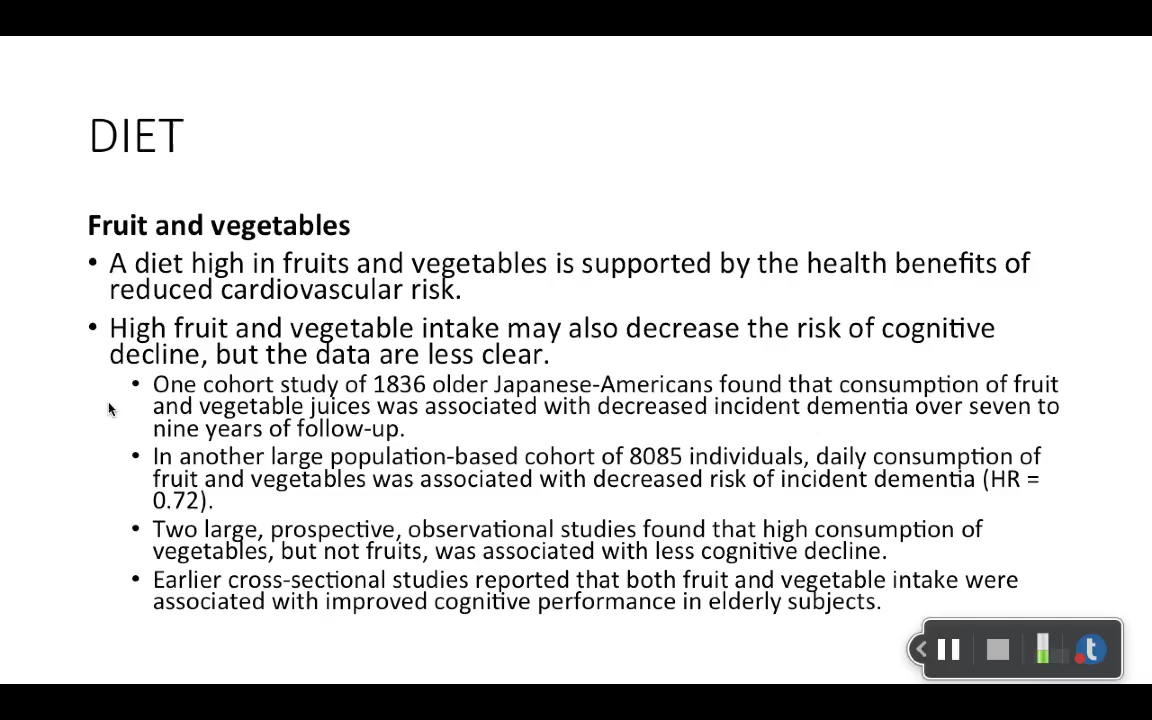 DIET
Fruit and vegetables
• A diet high in fruits and vegetables is supported by the health benefits of
reduced cardiovascular risk.
• High fruit and vegetable intake may also decrease the risk of cognitive
decline, but the data are less clear.
• One cohort study of 1836 older Japanese-Americans found that consumption of fruit
and vegetable juices was associated with decreased incident dementia over seven to
nine years of follow-up.
• In another large population-based cohort of 8085 individuals, daily consumption of
fruit and vegetables was associated with decreased risk of incident dementia (HR =
0.72).
• Two large, prospective, observational studies found that high consumption of
vegetables, but not fruits, was associated with less cognitive decline.
• Earlier cross-sectional studies reported that both fruit and vegetable intake were
associated with improved cognitive performance in elderly subjects.
t